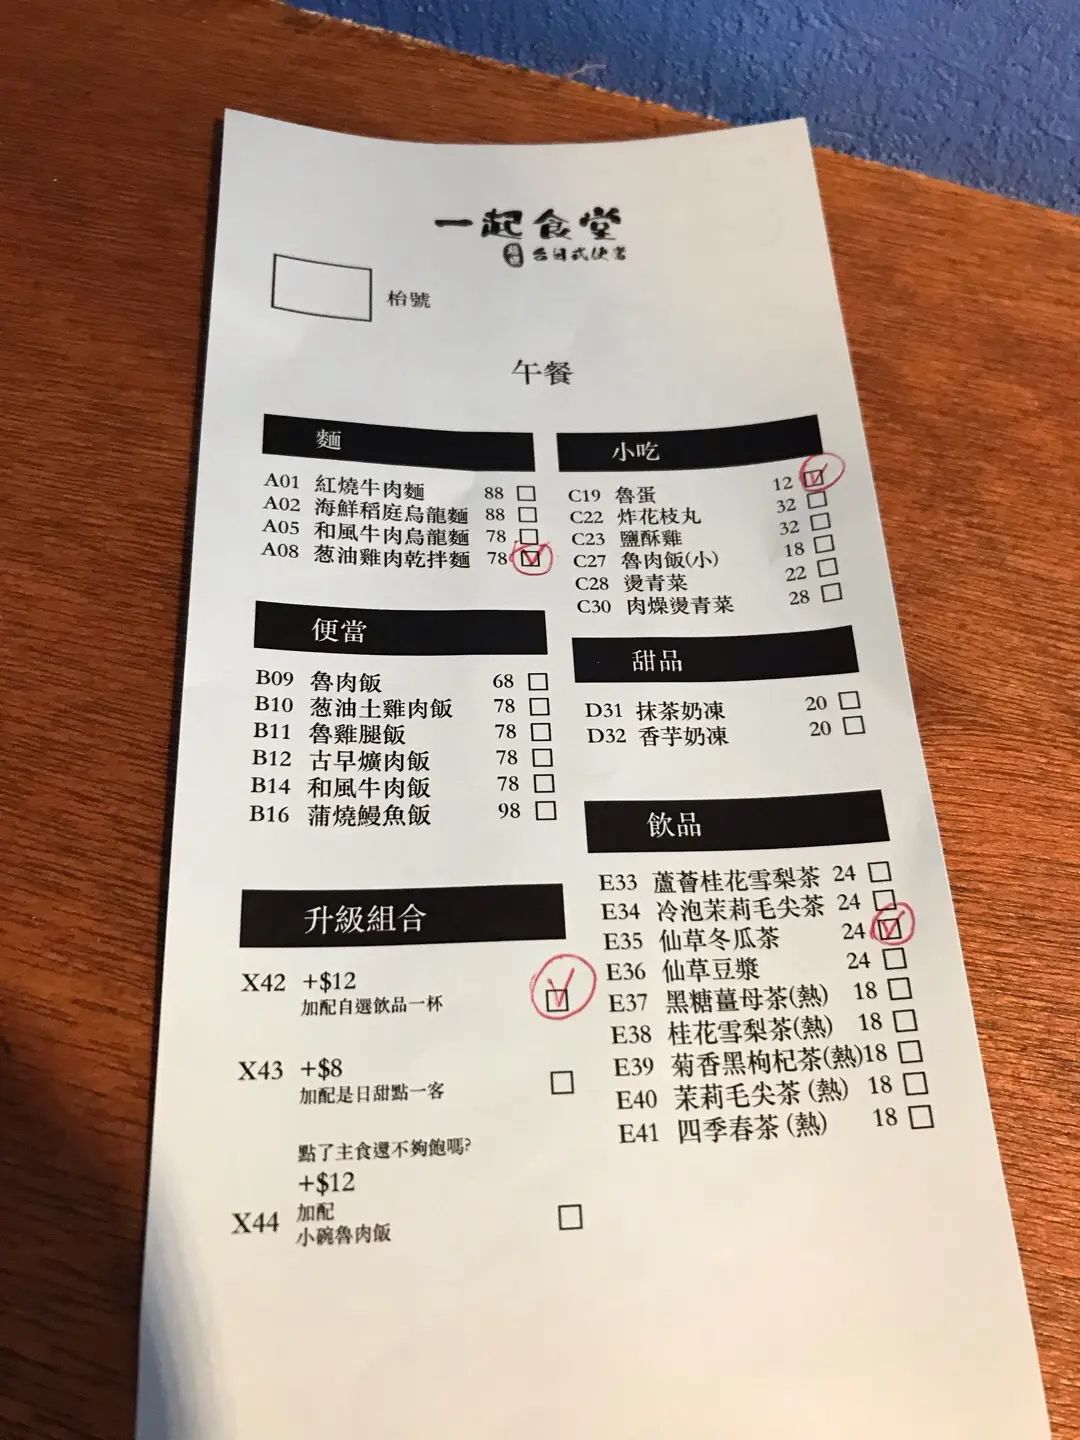 一起食堂
台日式便當
枱號
午餐
麵
A01 紅燒牛肉麵 88
A02 海鮮稻庭烏龍麵 88
A05 和風牛肉烏龍麵 78
A08 葱油雞肉乾拌麵 78
便當
B09 魯肉飯 68
B10 葱油土雞肉飯 78
B11 魯雞腿飯 78
B12 古早爌肉飯 78
B14 和風牛肉飯 78
B16 蒲燒鰻魚飯 98
升級組合
X42 +$12
加配自選飲品一杯
X43 +$8
加配是日甜點一客
點了主食還不夠飽嗎?
+$12
X44 加配
小碗魯肉飯
小吃
C19 魯蛋 12
C22 炸花枝丸 32
C23 鹽酥雞 32
C27 魯肉飯(小) 18
C28 燙青菜 22
C30 肉燥燙青菜 28
甜品
D31 抹茶奶凍 20
D32 香芋奶凍 20
飲品
E33 蘆薈桂花雪梨茶 24
E34 冷泡茉莉毛尖茶 24
E35 仙草冬瓜茶 24
E36 仙草豆漿 24
E37 黑糖薑母茶(熱) 18
E38 桂花雪梨茶(熱) 18
E39 菊香黑枸杞茶(熱)18
E40 茉莉毛尖茶 (熱) 18
E41 四季春茶 (熱) 18